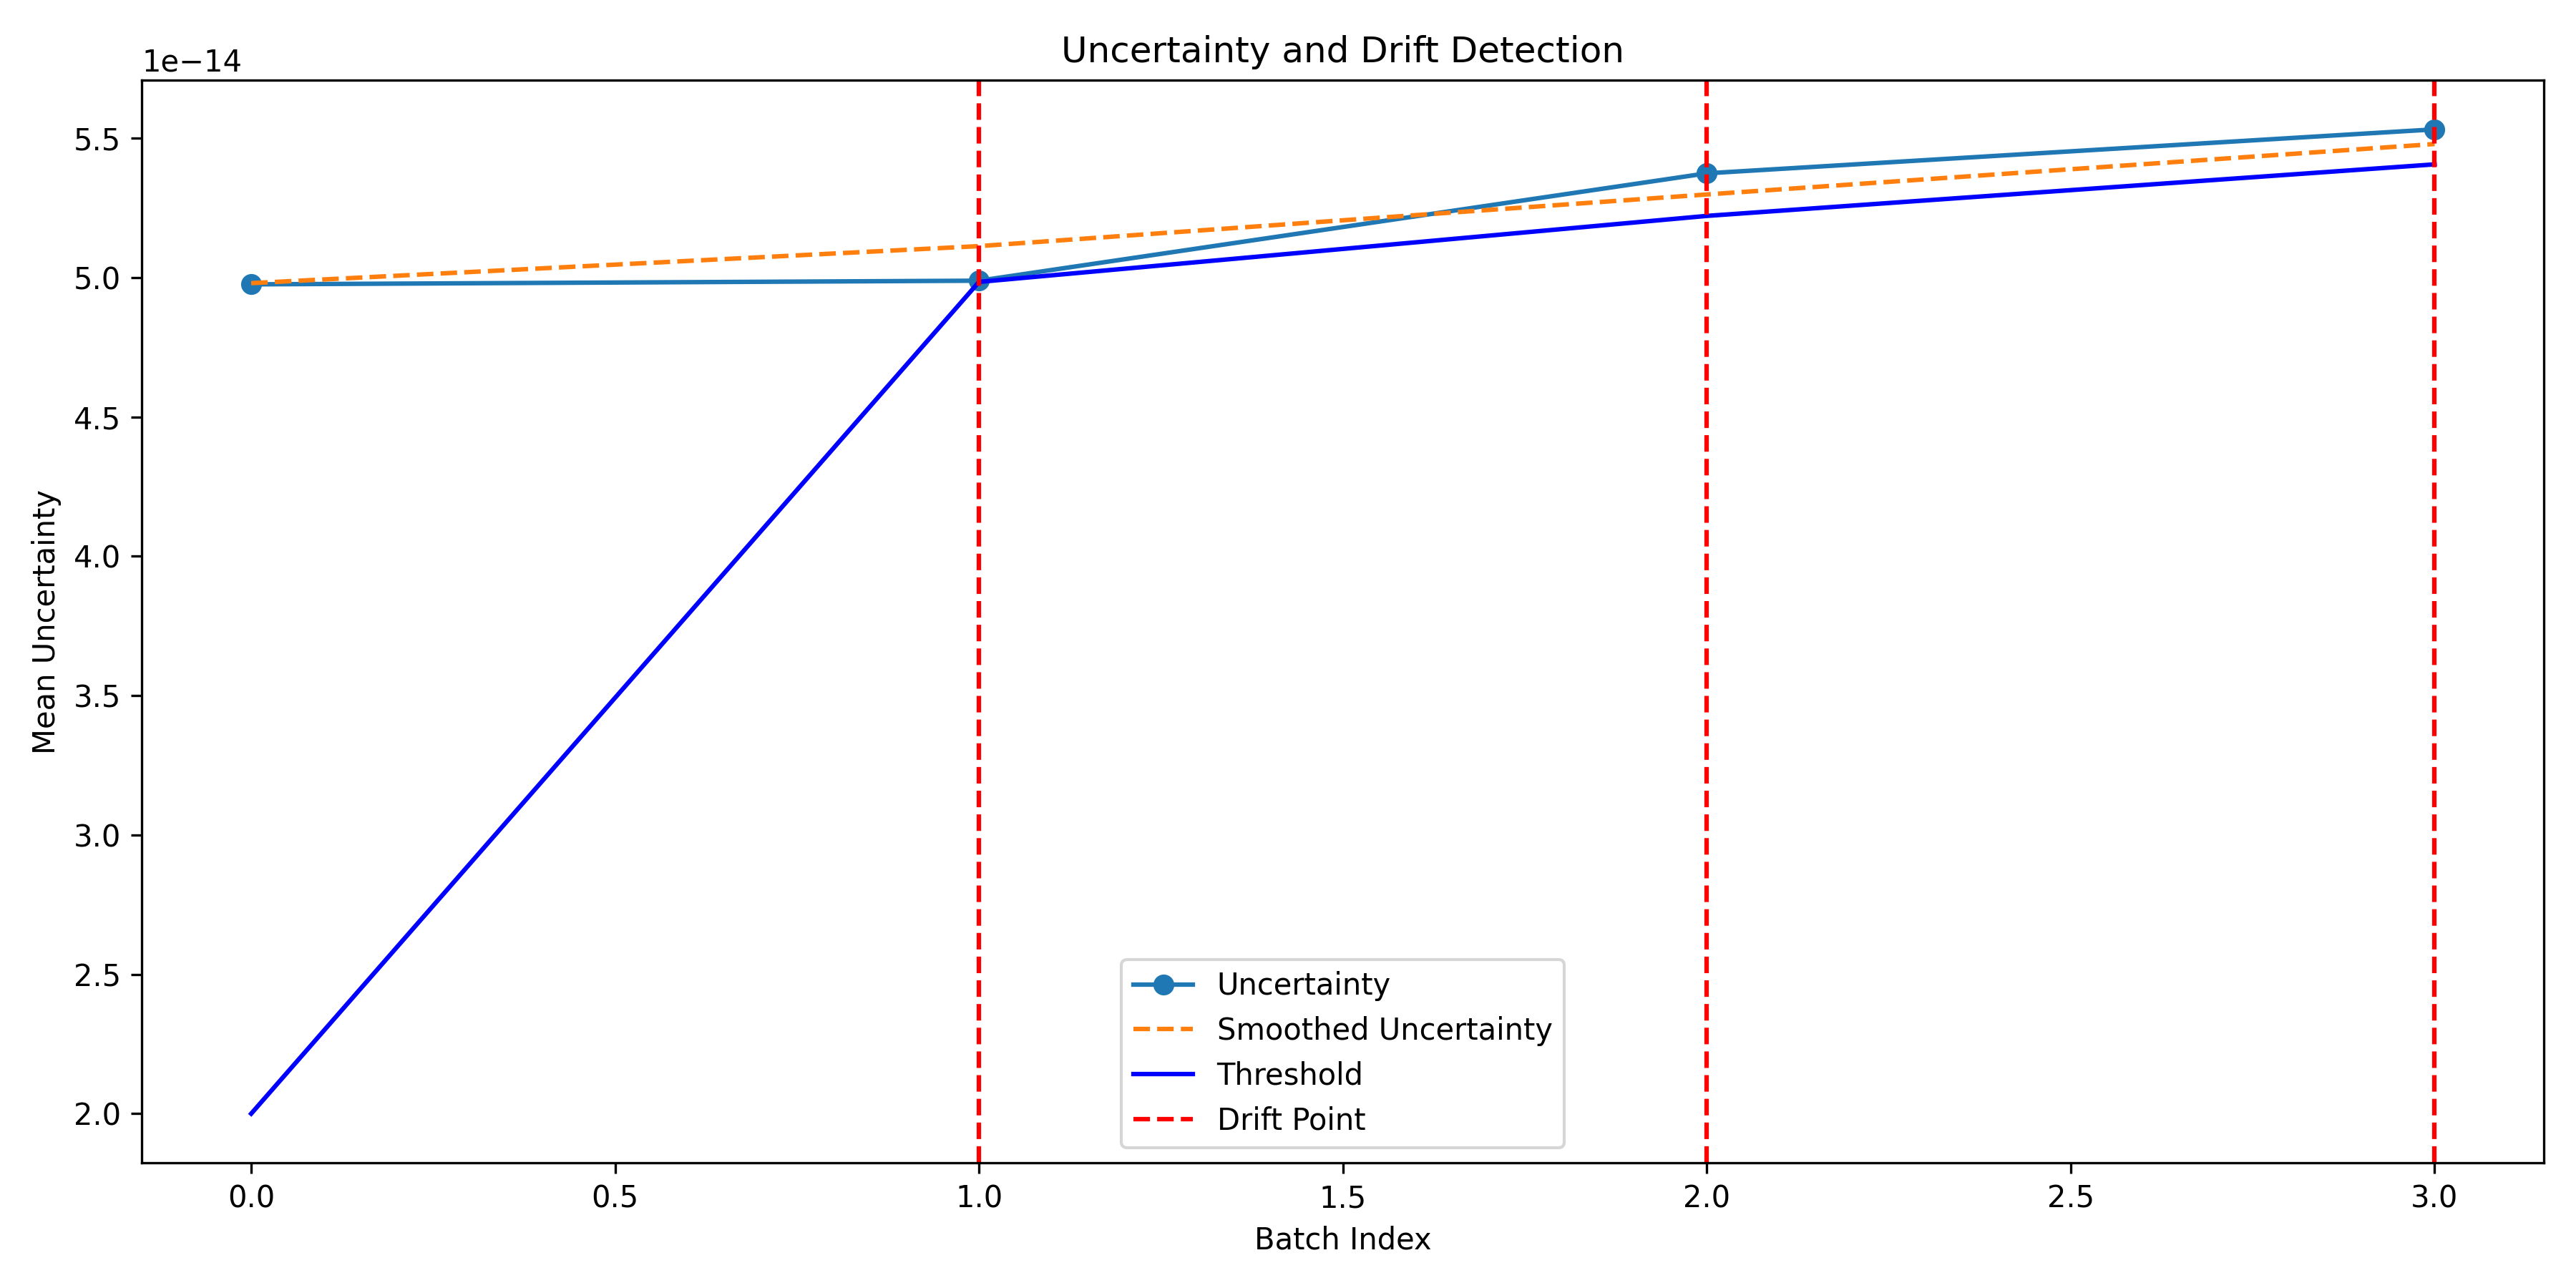 Uncertainty and Drift Detection
1e−14
5.5
5.0
4.5
4.0
3.5
3.0
2.5
2.0
Mean Uncertainty
Uncertainty
Smoothed Uncertainty
Threshold
Drift Point
0.0 0.5 1.0 1.5 2.0 2.5 3.0
Batch Index